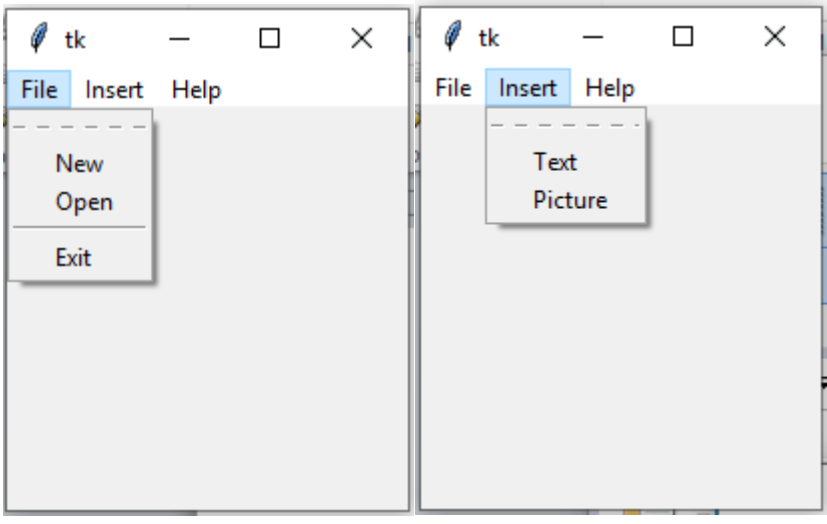 tk
File Insert Help
New
Open
Exit
tk
File Insert Help
Text
Picture